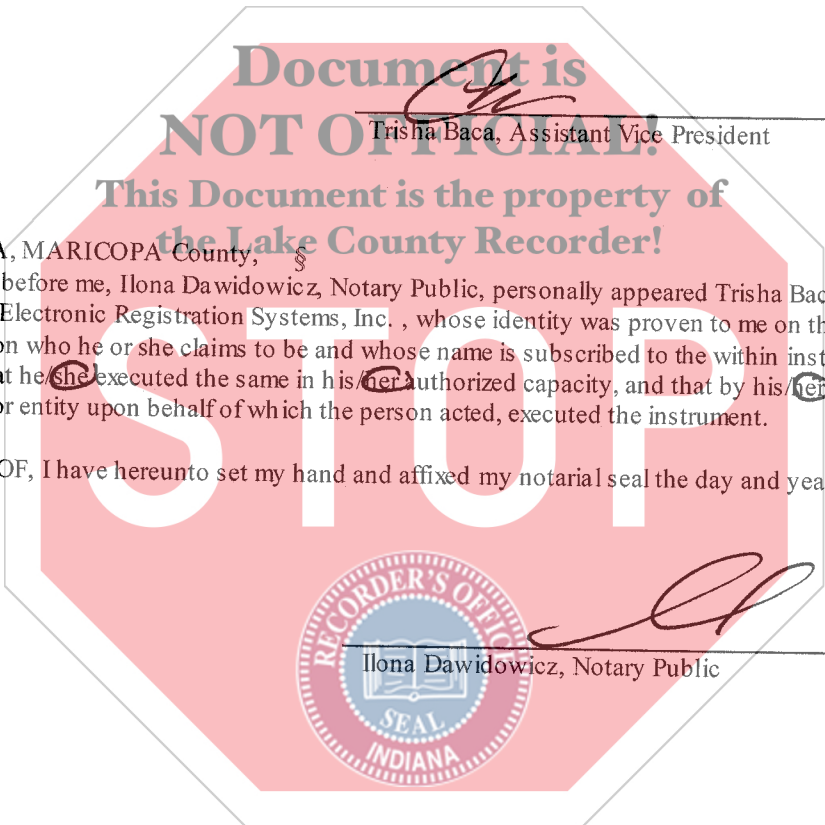 Document is
NOT OFFICIAL!
Trisha Baca, Assistant Vice President
This Document is the property of
the Lake County Recorder!
A, MARICOPA County, §
before me, Ilona Dawidowicz, Notary Public, personally appeared Trisha Bac
Electronic Registration Systems, Inc. , whose identity was proven to me on th
on who he or she claims to be and whose name is subscribed to the within inst
at he/she executed the same in his/her authorized capacity, and that by his/her
or entity upon behalf of which the person acted, executed the instrument.
STOP
OF, I have hereunto set my hand and affixed my notarial seal the day and yea
RECORDER'S OFFICE
Ilona Dawidowicz, Notary Public
SEAL
INDIANA